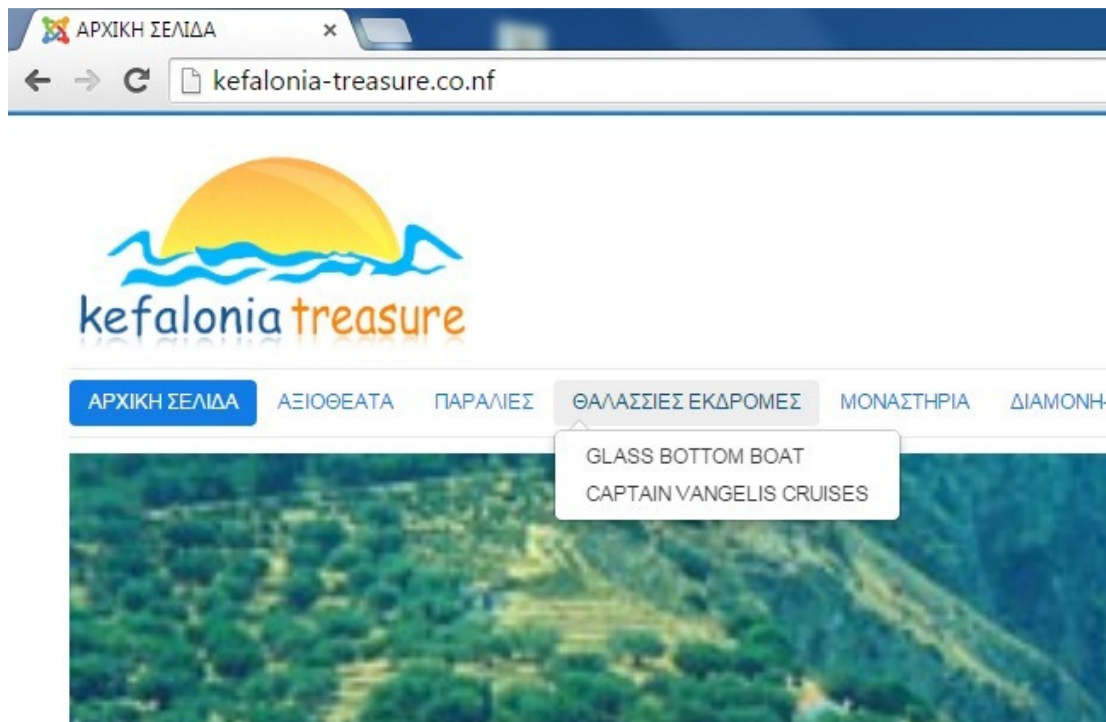 ΑΡΧΙΚΗ ΣΕΛΙΔΑ
kefalonia-treasure.co.nf
kefalonia treasure
ΑΡΧΙΚΗ ΣΕΛΙΔΑ ΑΞΙΟΘΕΑΤΑ ΠΑΡΑΛΙΕΣ ΘΑΛΑΣΣΙΕΣ ΕΚΔΡΟΜΕΣ ΜΟΝΑΣΤΗΡΙΑ ΔΙΑΜΟΝΗ-
GLASS BOTTOM BOAT
CAPTAIN VANGELIS CRUISES